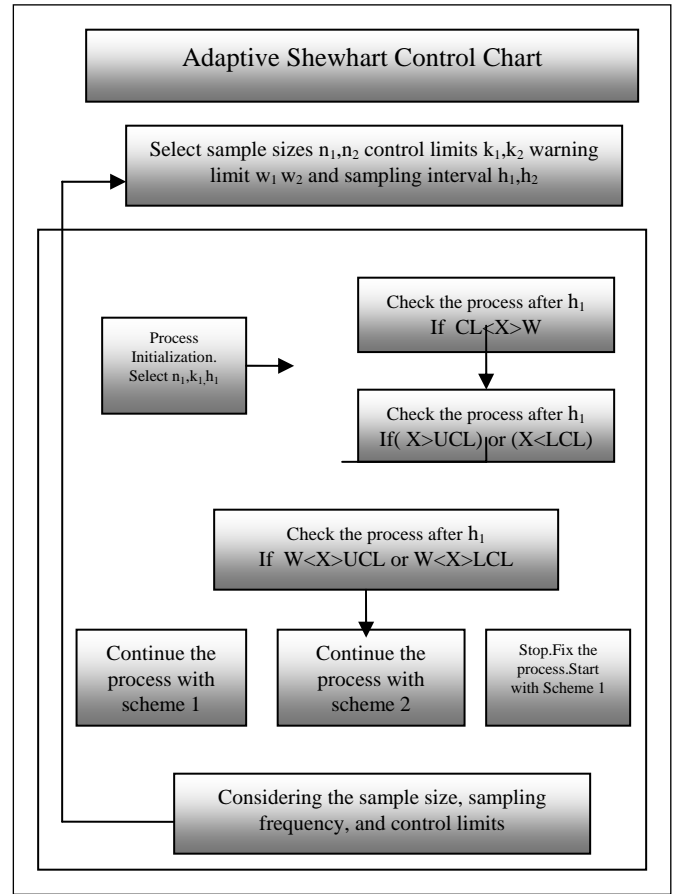 Adaptive Shewhart Control Chart
Select sample sizes n₁,n₂ control limits k₁,k₂ warning
limit w₁ w₂ and sampling interval h₁,h₂
Process
Initialization.
Select n₁,k₁,h₁
Check the process after h₁
If CL<X>W
Check the process after h₁
If( X>UCL) or (X<LCL)
Check the process after h₁
If W<X>UCL or W<X>LCL
Continue the
process with
scheme 1
Continue the
process with
scheme 2
Stop.Fix the
process.Start
with Scheme 1
Considering the sample size, sampling
frequency, and control limits